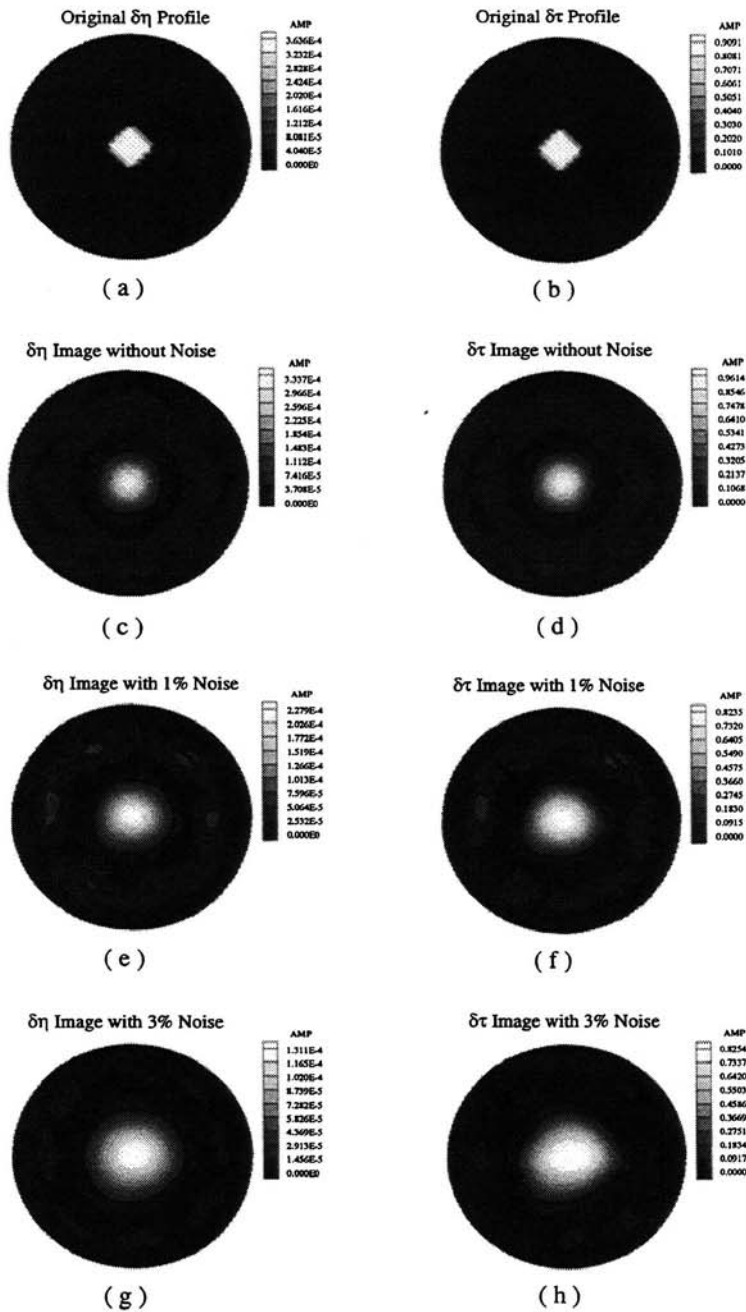 Original δη Profile
AMP
3.636E-4
3.232E-4
2.828E-4
2.424E-4
2.020E-4
1.616E-4
1.212E-4
8.081E-5
4.040E-5
0.000E0
(a)
Original δτ Profile
AMP
0.9091
0.8081
0.7071
0.6061
0.5051
0.4040
0.3030
0.2020
0.1010
0.0000
(b)
δη Image without Noise
AMP
3.337E-4
2.966E-4
2.596E-4
2.225E-4
1.854E-4
1.483E-4
1.112E-4
7.416E-5
3.708E-5
0.000E0
(c)
δτ Image without Noise
AMP
0.9614
0.8546
0.7478
0.6410
0.5341
0.4273
0.3205
0.2137
0.1068
0.0000
(d)
δη Image with 1% Noise
AMP
2.279E-4
2.026E-4
1.772E-4
1.519E-4
1.266E-4
1.013E-4
7.596E-5
5.064E-5
2.532E-5
0.000E0
(e)
δτ Image with 1% Noise
AMP
0.8235
0.7320
0.6405
0.5490
0.4575
0.3660
0.2745
0.1830
0.0915
0.0000
(f)
δη Image with 3% Noise
AMP
1.311E-4
1.165E-4
1.020E-4
8.739E-5
7.282E-5
5.826E-5
4.369E-5
2.913E-5
1.456E-5
0.000E0
(g)
δτ Image with 3% Noise
AMP
0.8254
0.7337
0.6420
0.5503
0.4586
0.3669
0.2751
0.1834
0.0917
0.0000
(h)